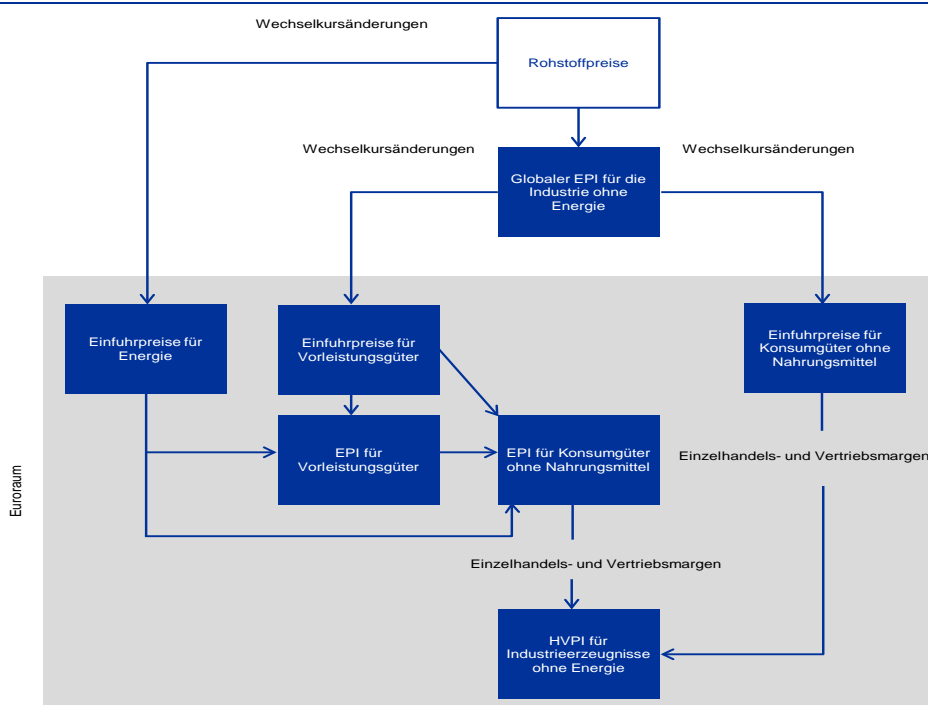 Wechselkursänderungen
Rohstoffpreise
Wechselkursänderungen
Wechselkursänderungen
Globaler EPI für die
Industrie ohne
Energie
Einfuhrpreise für
Energie
Einfuhrpreise für
Vorleistungsgüter
Einfuhrpreise für
Konsumgüter ohne
Nahrungsmittel
EPI für
Vorleistungsgüter
EPI für Konsumgüter
ohne Nahrungsmittel
Einzelhandels- und Vertriebsmargen
Euroraum
Einzelhandels- und Vertriebsmargen
HVPI für
Industrieerzeugnisse
ohne Energie